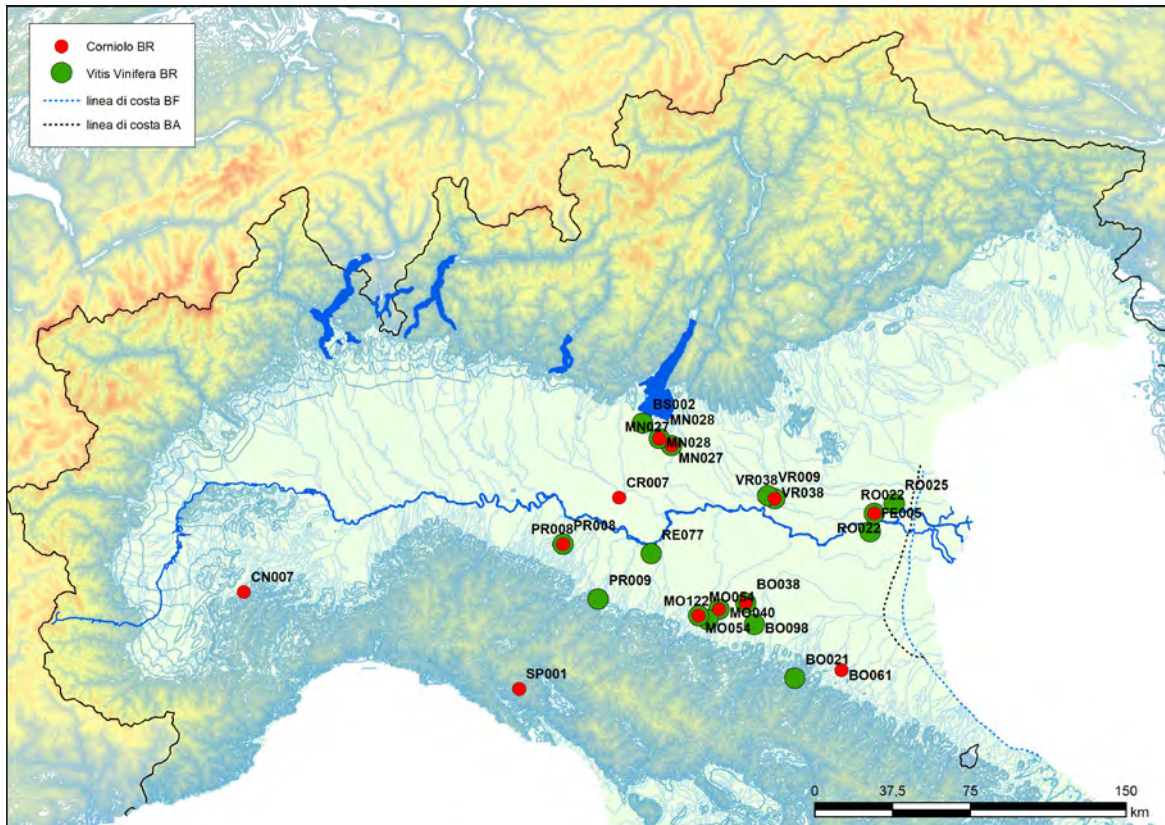 Corniolo BR
Vitis Vinifera BR
linea di costa BF
linea di costa BA
BS002
MN028
MN027
MN028
MN027
CR007
VR009
VR038
VR038
RO025
RO022
FE005
RO022
PR008
PR008
RE077
CN007
PR009
BO038
MO054
MO122
MO040
MO054
BO098
BO021
BO061
SP001
0 37,5 75 150
km